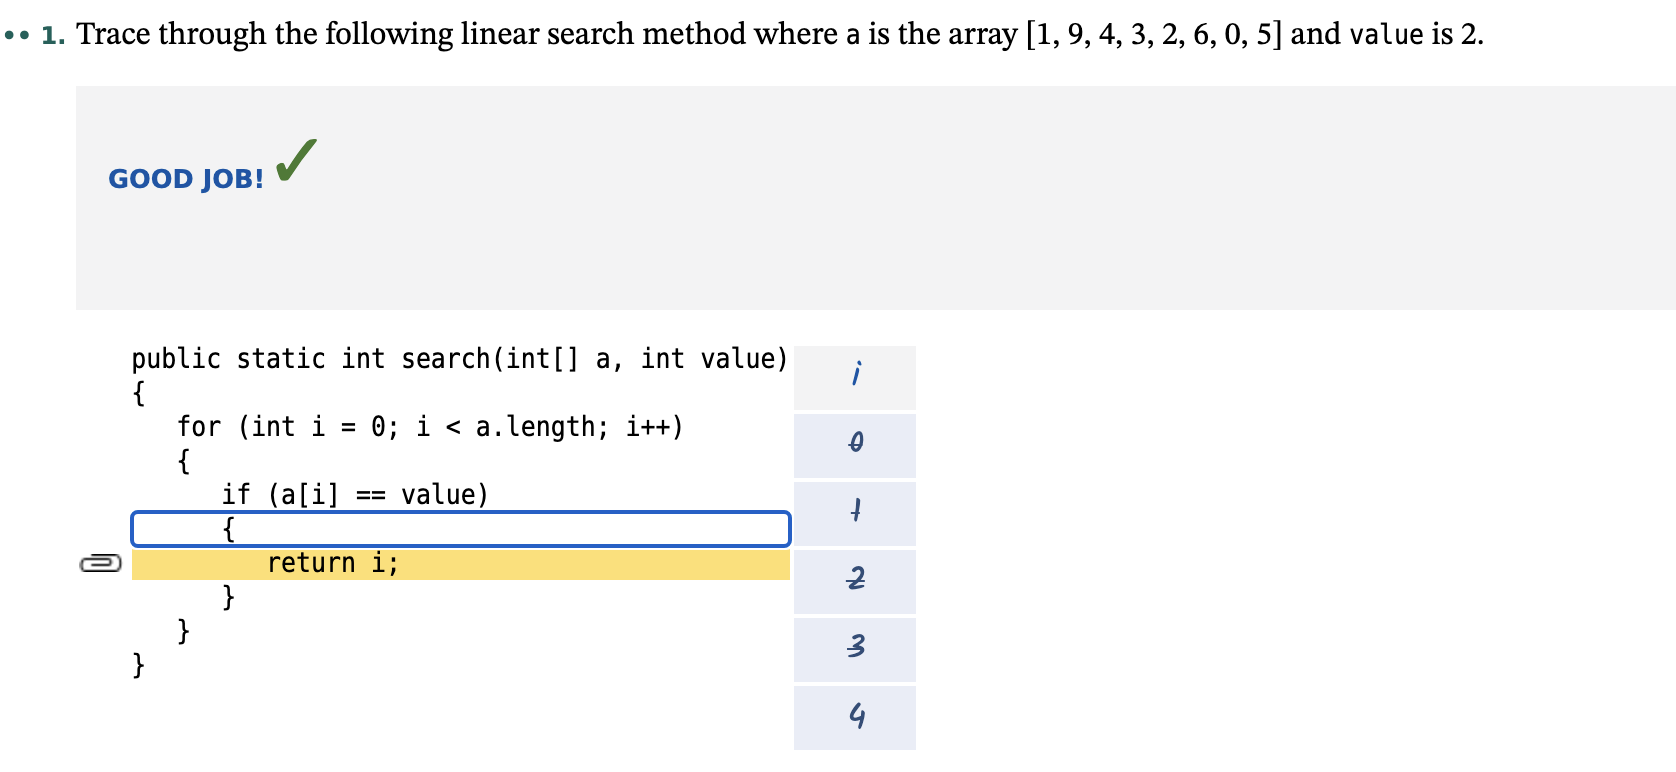 •• 1. Trace through the following linear search method where a is the array [1, 9, 4, 3, 2, 6, 0, 5] and value is 2.
GOOD JOB! ✓
public static int search(int[] a, int value)
{
   for (int i = 0; i < a.length; i++)
   {
      if (a[i] == value)
      {
         return i;
      }
   }
}
i
0
1
2
3
4